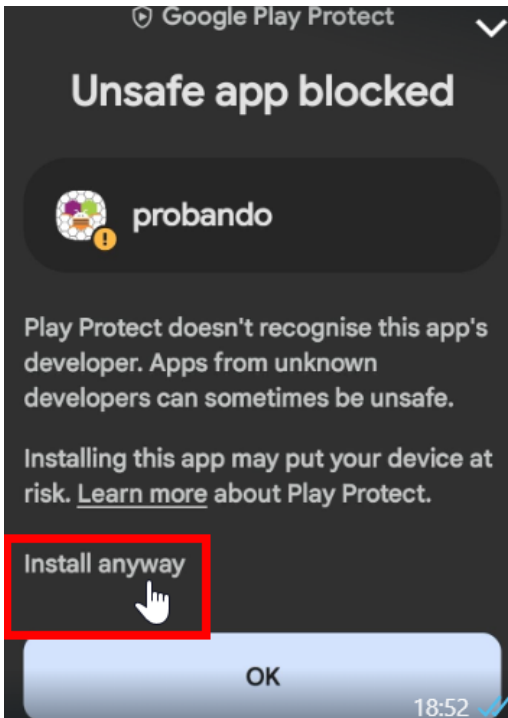 Google Play Protect
Unsafe app blocked
probando
Play Protect doesn't recognise this app's
developer. Apps from unknown
developers can sometimes be unsafe.
Installing this app may put your device at
risk. Learn more about Play Protect.
Install anyway
OK
18:52